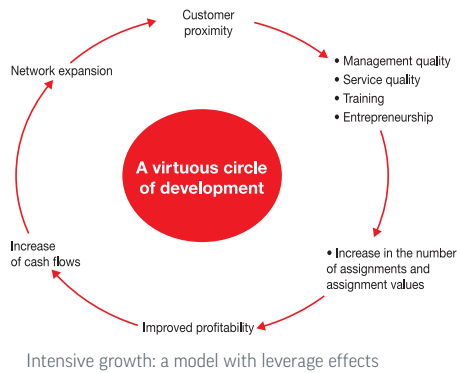 Customer
proximity
• Management quality
• Service quality
• Training
• Entrepreneurship
• Increase in the number
of assignments and
assignment values
Improved profitability
Increase
of cash flows
Network expansion
A virtuous circle
of development
Intensive growth: a model with leverage effects